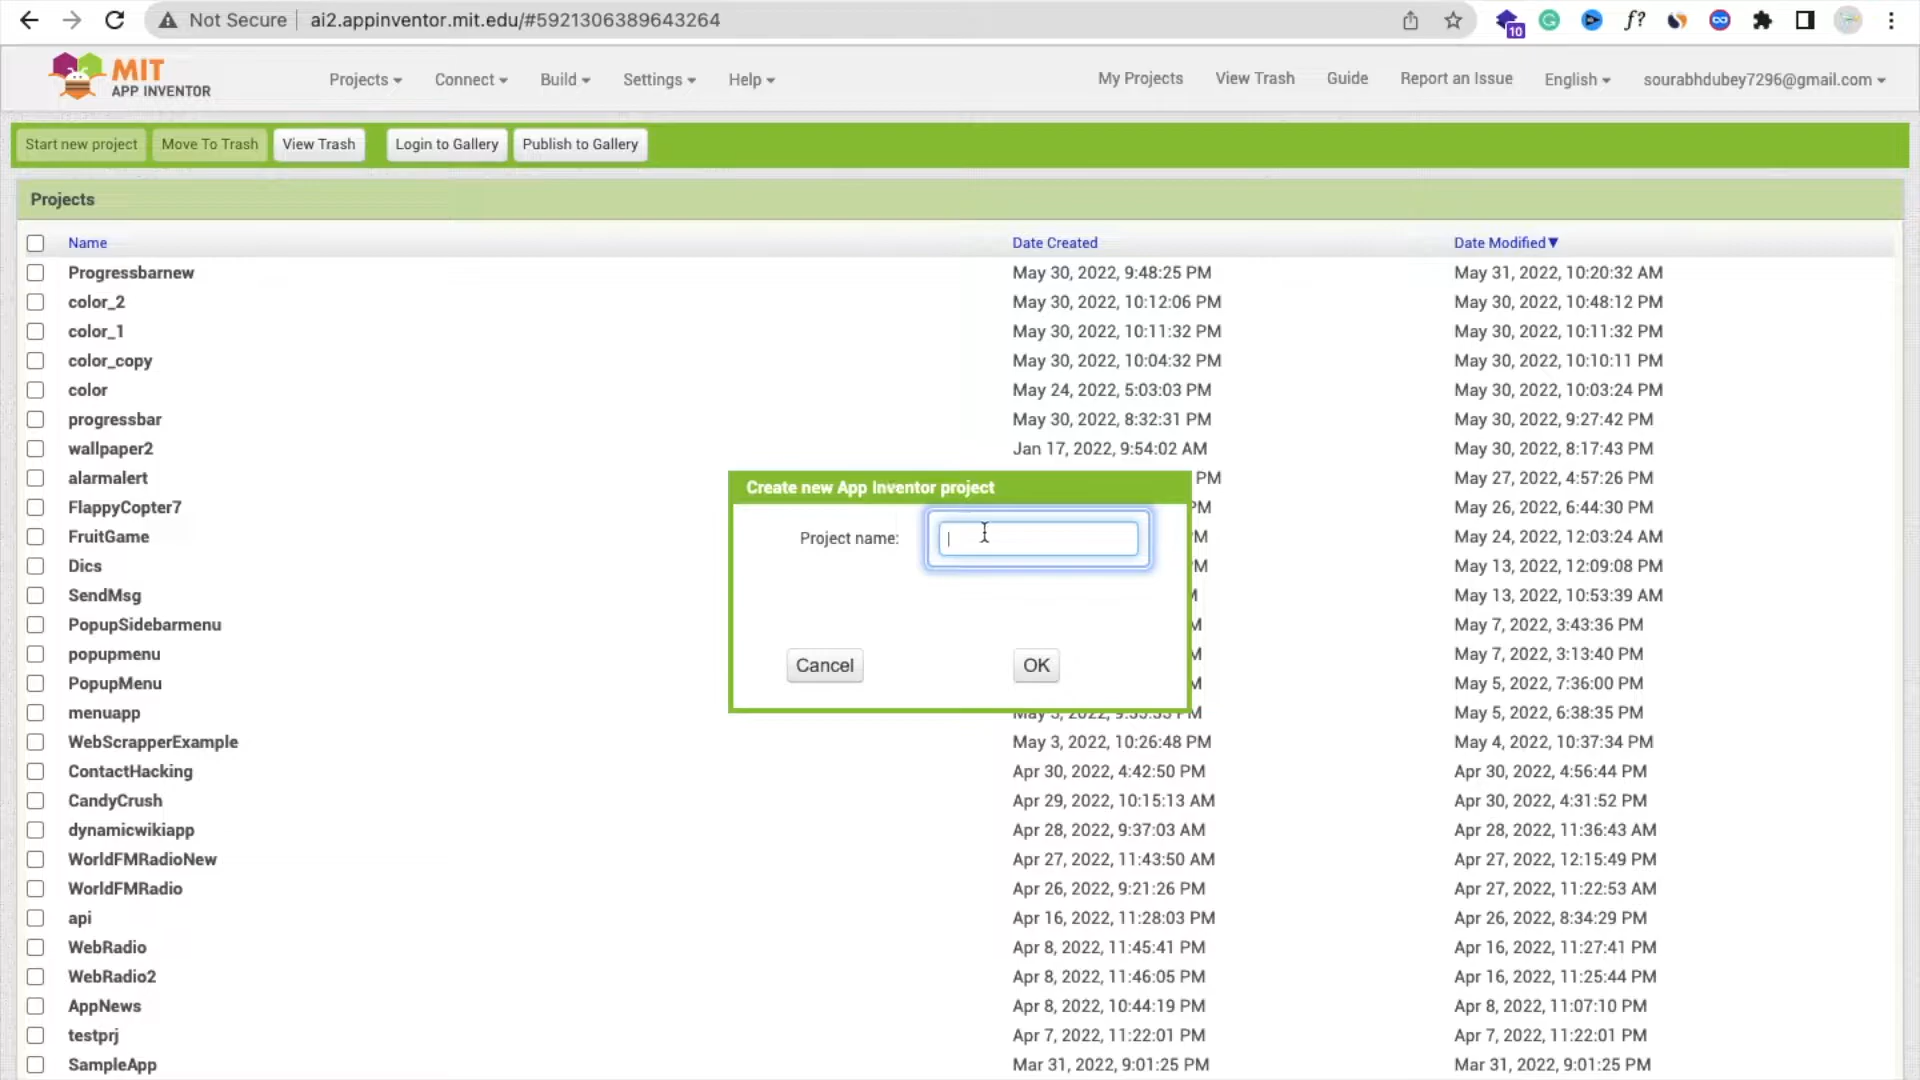 Not Secure ai2.appinventor.mit.edu/#5921306389643264
f?
10
MIT
APP INVENTOR
Projects Connect Build Settings Help
My Projects View Trash Guide Report an Issue English sourabhdubey7296@gmail.com
Start new project Move To Trash View Trash Login to Gallery Publish to Gallery
Projects
Name Date Created Date Modified▼
Progressbarnew May 30, 2022, 9:48:25 PM May 31, 2022, 10:20:32 AM
color_2 May 30, 2022, 10:12:06 PM May 30, 2022, 10:48:12 PM
color_1 May 30, 2022, 10:11:32 PM May 30, 2022, 10:11:32 PM
color_copy May 30, 2022, 10:04:32 PM May 30, 2022, 10:10:11 PM
color May 24, 2022, 5:03:03 PM May 30, 2022, 10:03:24 PM
progressbar May 30, 2022, 8:32:31 PM May 30, 2022, 9:27:42 PM
wallpaper2 Jan 17, 2022, 9:54:02 AM May 30, 2022, 8:17:43 PM
alarmalert PM May 27, 2022, 4:57:26 PM
Create new App Inventor project
FlappyCopter7 May 26, 2022, 6:44:30 PM
FruitGame May 24, 2022, 12:03:24 AM
Project name:
Dics May 13, 2022, 12:09:08 PM
SendMsg May 13, 2022, 10:53:39 AM
PopupSidebarmenu May 7, 2022, 3:43:36 PM
popupmenu May 7, 2022, 3:13:40 PM
Cancel OK
PopupMenu May 5, 2022, 7:36:00 PM
menuapp May 5, 2022, 6:38:35 PM
WebScrapperExample May 3, 2022, 10:26:48 PM May 4, 2022, 10:37:34 PM
ContactHacking Apr 30, 2022, 4:42:50 PM Apr 30, 2022, 4:56:44 PM
CandyCrush Apr 29, 2022, 10:15:13 AM Apr 30, 2022, 4:31:52 PM
dynamicwikiapp Apr 28, 2022, 9:37:03 AM Apr 28, 2022, 11:36:43 AM
WorldFMRadioNew Apr 27, 2022, 11:43:50 AM Apr 27, 2022, 12:15:49 PM
WorldFMRadio Apr 26, 2022, 9:21:26 PM Apr 27, 2022, 11:22:53 AM
api Apr 16, 2022, 11:28:03 PM Apr 26, 2022, 8:34:29 PM
WebRadio Apr 8, 2022, 11:45:41 PM Apr 16, 2022, 11:27:41 PM
WebRadio2 Apr 8, 2022, 11:46:05 PM Apr 16, 2022, 11:25:44 PM
AppNews Apr 8, 2022, 10:44:19 PM Apr 8, 2022, 11:07:10 PM
testprj Apr 7, 2022, 11:22:01 PM Apr 7, 2022, 11:22:01 PM
SampleApp Mar 31, 2022, 9:01:25 PM Mar 31, 2022, 9:01:25 PM